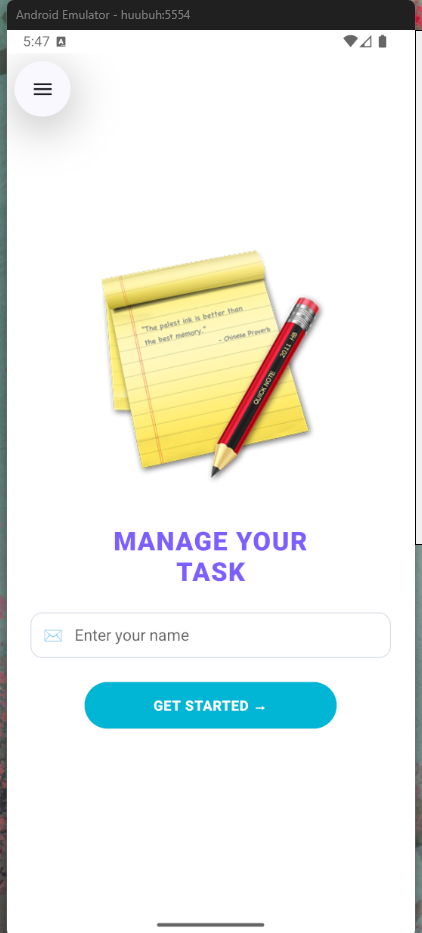 Android Emulator - huubuh:5554
5:47
"The palest ink is better than
the best memory."
- Chinese Proverb
QUICK NOTE 2011 HB
MANAGE YOUR
TASK
Enter your name
GET STARTED →